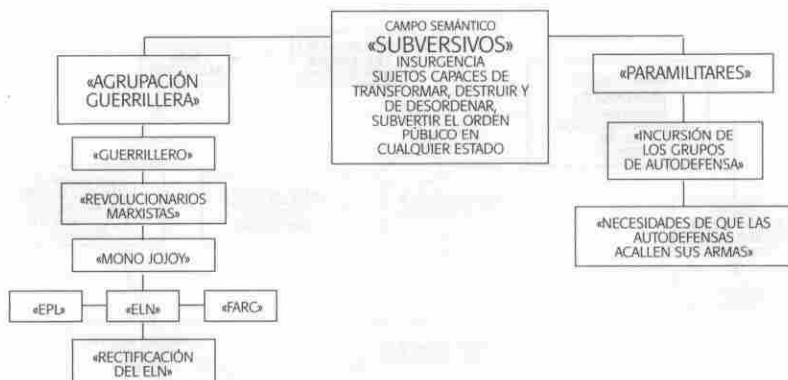 CAMPO SEMÁNTICO
«SUBVERSIVOS»
INSURGENCIA
SUJETOS CAPACES DE
TRANSFORMAR, DESTRUIR Y
DE DESORDENAR,
SUBVERTIR EL ORDEN
PÚBLICO EN
CUALQUIER ESTADO
«AGRUPACIÓN
GUERRILLERA»
«GUERRILLERO»
«REVOLUCIONARIOS
MARXISTAS»
«MONO JOJOY»
«EPL»
«ELN»
«FARC»
«RECTIFICACIÓN
DEL ELN»
«PARAMILITARES»
«INCURSIÓN DE
LOS GRUPOS
DE AUTODEFENSA»
«NECESIDADES DE QUE LAS
AUTODEFENSAS
ACALLEN SUS ARMAS»